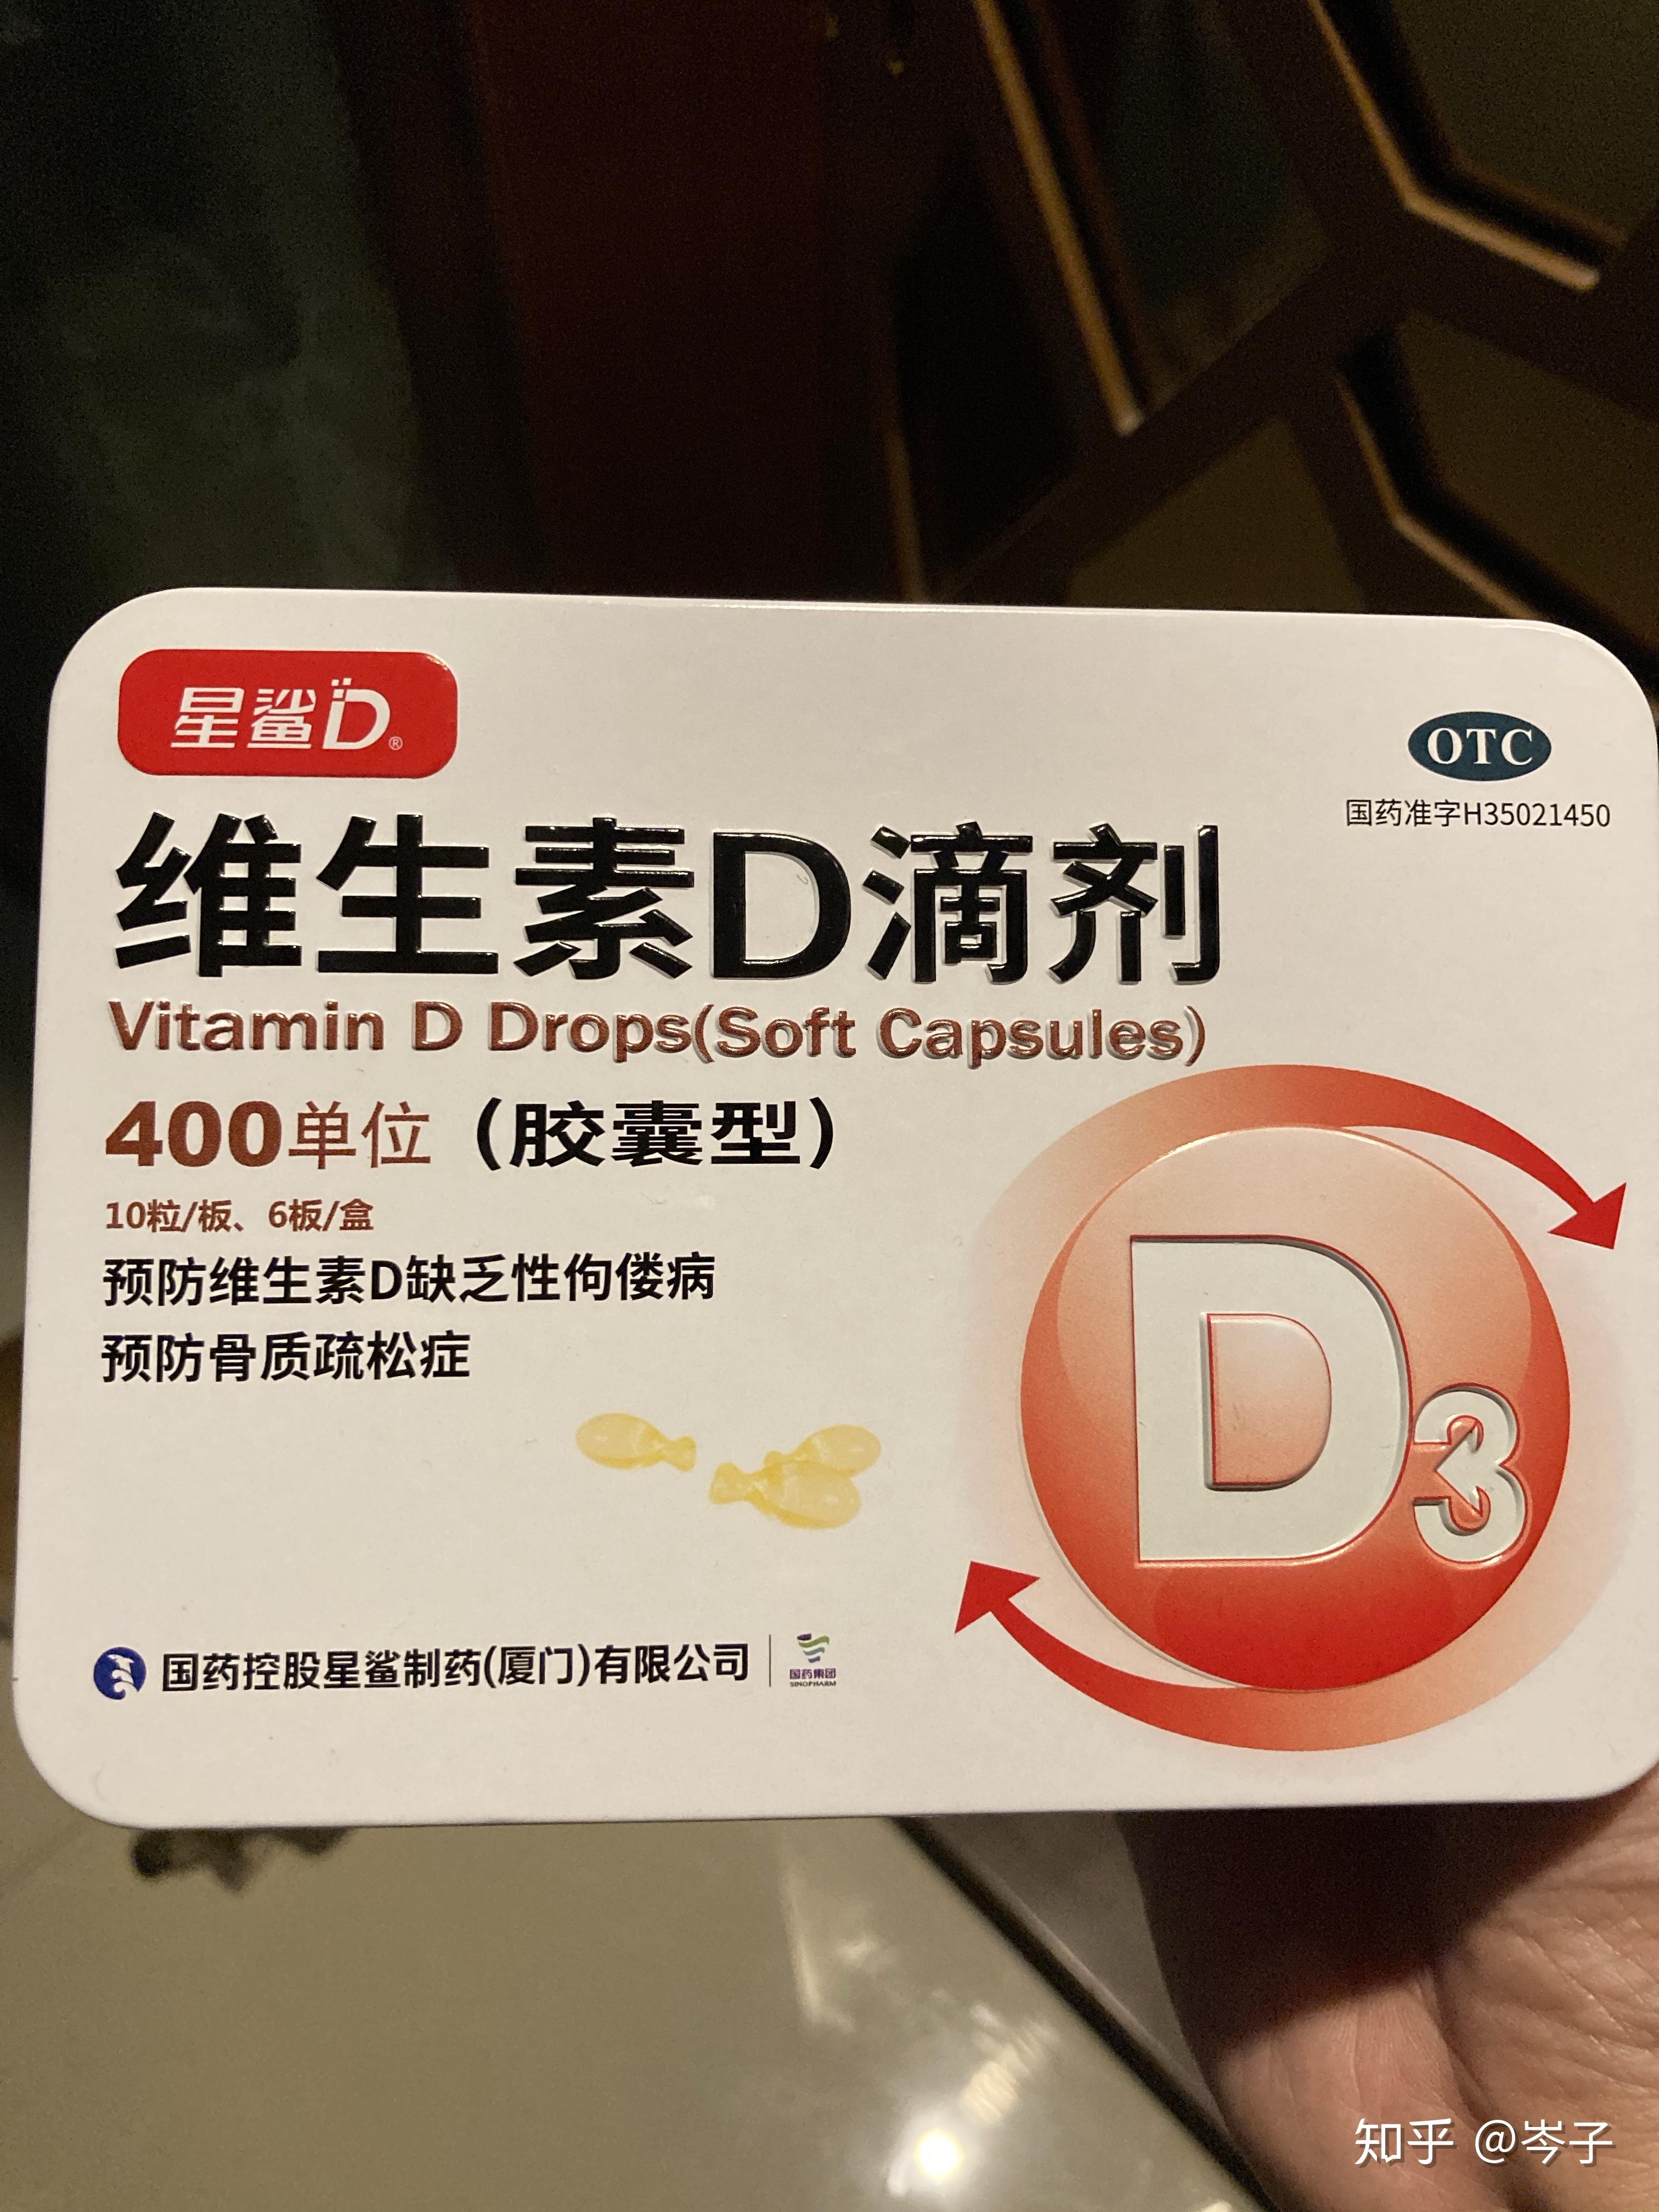 星鲨D®
OTC
国药准字H35021450
维生素D滴剂
Vitamin D Drops(Soft Capsules)
400单位（胶囊型）
10粒/板、6板/盒
预防维生素D缺乏性佝偻病
预防骨质疏松症
D3
国药控股星鲨制药(厦门)有限公司
国药集团
SINOPHARM
知乎 @岑子